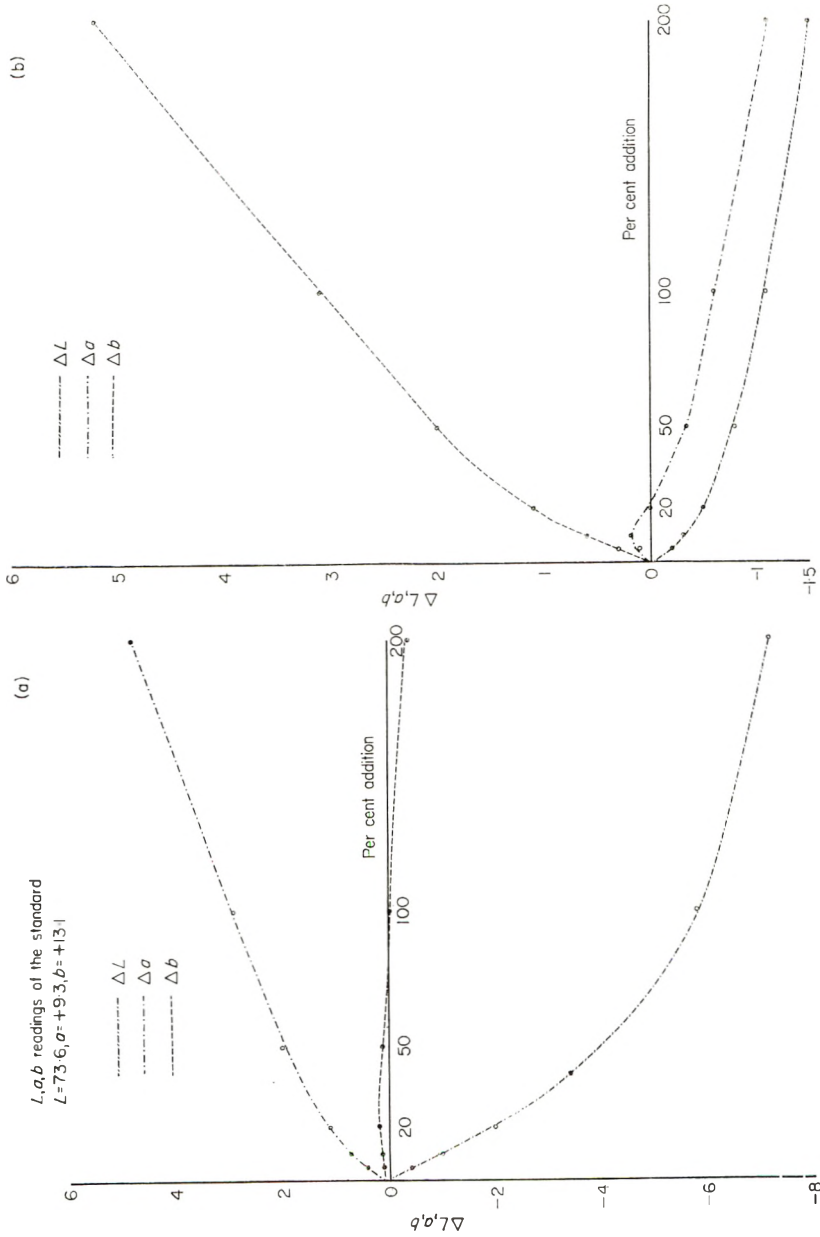 (a)
L,a,b readings of the standard
L=73·6, a=+9·3, b=+13·1
ΔL
Δa
Δb
6
4
2
0
-2
-4
-6
-8
ΔL,a,b
20
50
100
200
Per cent addition
(b)
ΔL
Δa
Δb
6
5
4
3
2
1
0
-1
-1·5
ΔL,a,b
20
50
100
200
Per cent addition